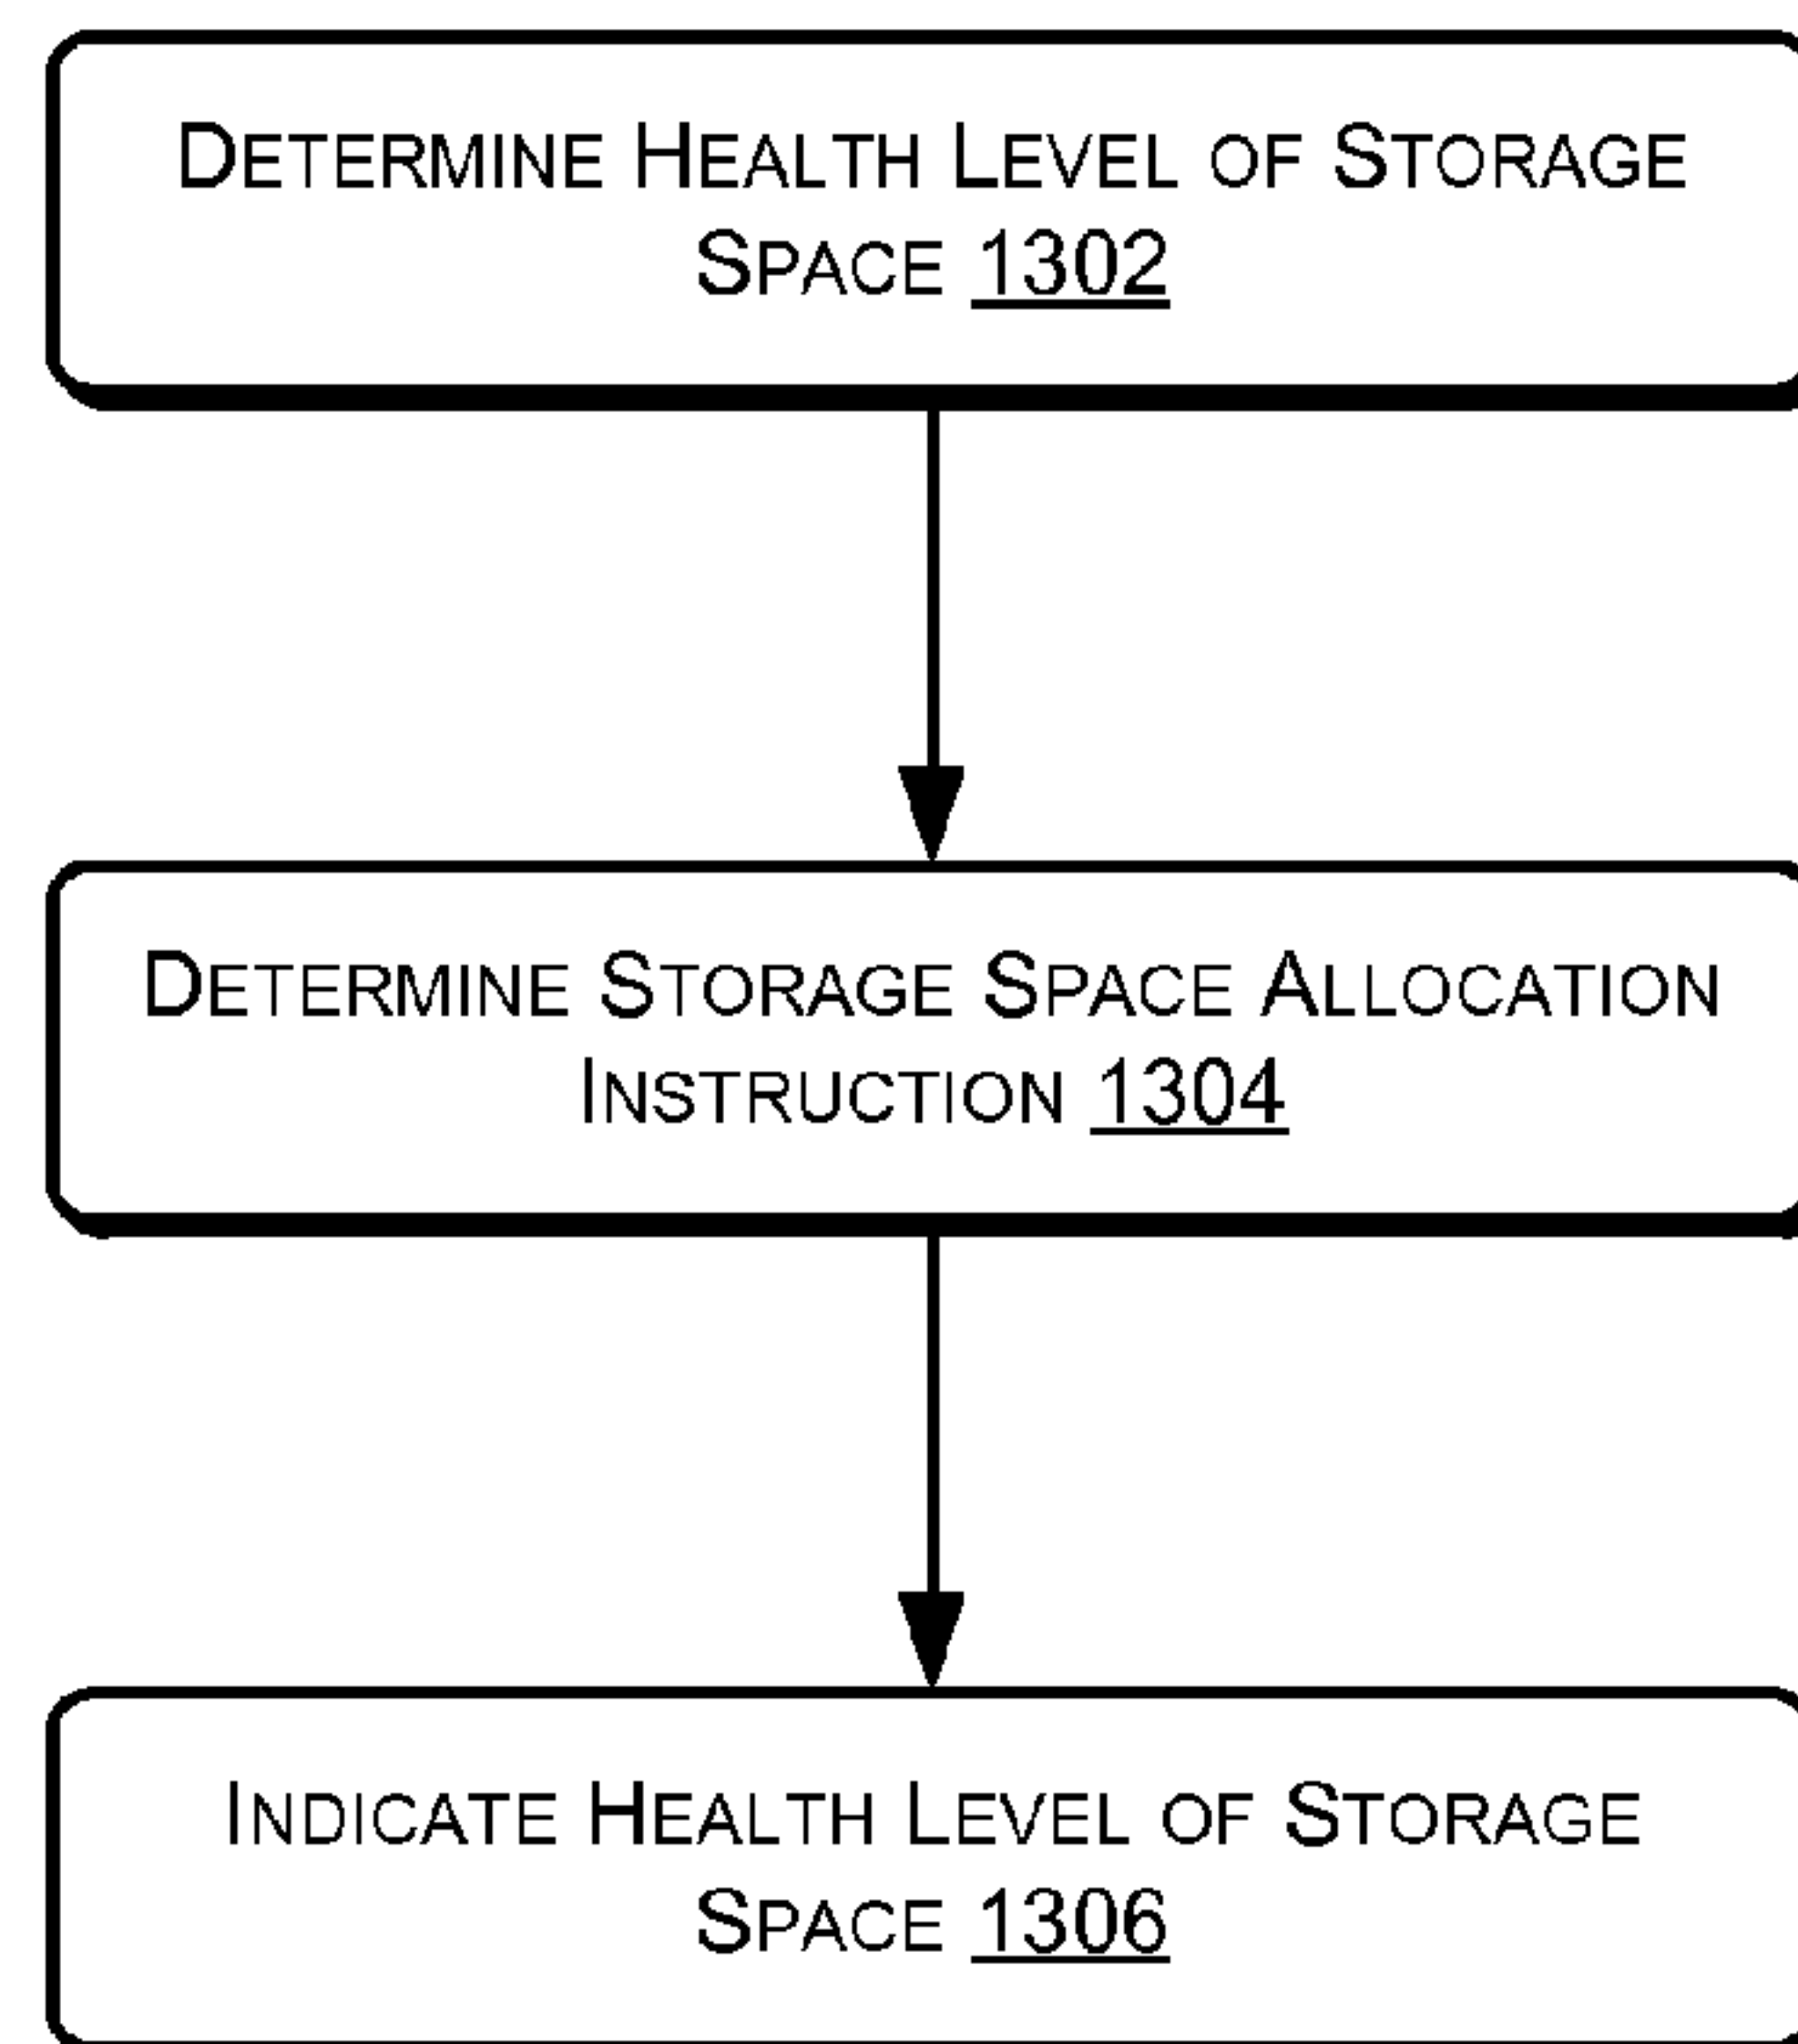 DETERMINE HEALTH LEVEL OF STORAGE
SPACE 1302
DETERMINE STORAGE SPACE ALLOCATION
INSTRUCTION 1304
INDICATE HEALTH LEVEL OF STORAGE
SPACE 1306